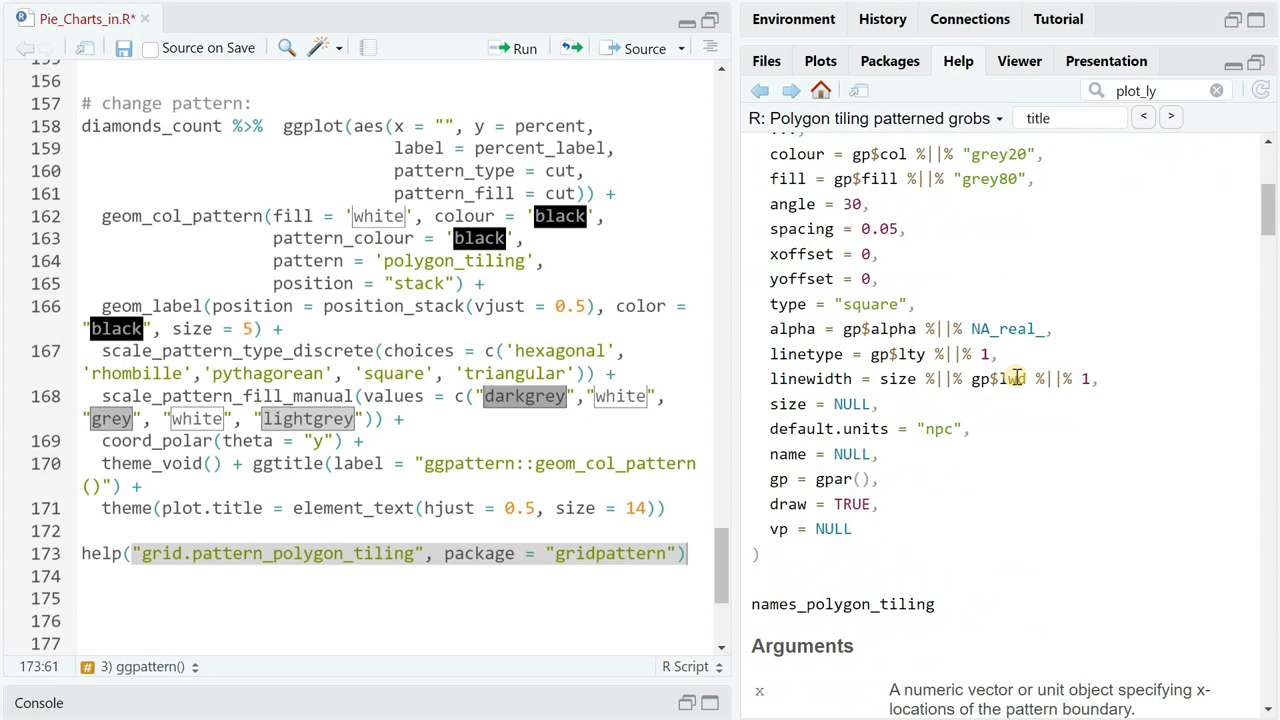 Pie_Charts_in.R*
Source on Save
Run
Source
156
157 # change pattern:
158 diamonds_count %>% ggplot(aes(x = "", y = percent,
159 label = percent_label,
160 pattern_type = cut,
161 pattern_fill = cut)) +
162 geom_col_pattern(fill = 'white', colour = 'black',
163 pattern_colour = 'black',
164 pattern = 'polygon_tiling',
165 position = "stack") +
166 geom_label(position = position_stack(vjust = 0.5), color =
"black", size = 5) +
167 scale_pattern_type_discrete(choices = c('hexagonal',
'rhombille','pythagorean', 'square', 'triangular')) +
168 scale_pattern_fill_manual(values = c("darkgrey","white",
"grey", "white", "lightgrey")) +
169 coord_polar(theta = "y") +
170 theme_void() + ggtitle(label = "ggpattern::geom_col_pattern
()") +
171 theme(plot.title = element_text(hjust = 0.5, size = 14))
172
173 help("grid.pattern_polygon_tiling", package = "gridpattern")
174
175
176
177
173:61 # 3) ggpattern() R Script
Console
Environment History Connections Tutorial
Files Plots Packages Help Viewer Presentation
plot_ly
R: Polygon tiling patterned grobs title < >
...,
colour = gp$col %||% "grey20",
fill = gp$fill %||% "grey80",
angle = 30,
spacing = 0.05,
xoffset = 0,
yoffset = 0,
type = "square",
alpha = gp$alpha %||% NA_real_,
linetype = gp$lty %||% 1,
linewidth = size %||% gp$lwd %||% 1,
size = NULL,
default.units = "npc",
name = NULL,
gp = gpar(),
draw = TRUE,
vp = NULL
)
names_polygon_tiling
Arguments
x A numeric vector or unit object specifying x-
locations of the pattern boundary.